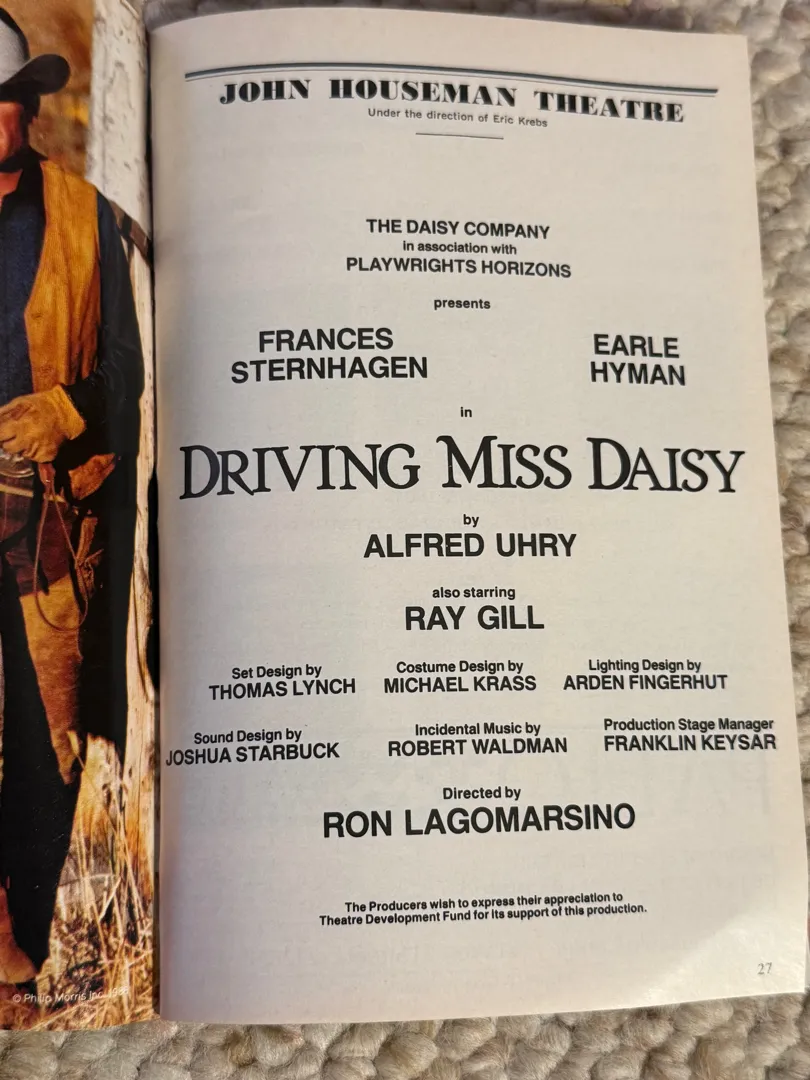 JOHN HOUSEMAN THEATRE
Under the direction of Eric Krebs
THE DAISY COMPANY
in association with
PLAYWRIGHTS HORIZONS
presents
FRANCES
STERNHAGEN
EARLE
HYMAN
in
DRIVING MISS DAISY
by
ALFRED UHRY
also starring
RAY GILL
Set Design by
THOMAS LYNCH
Costume Design by
MICHAEL KRASS
Lighting Design by
ARDEN FINGERHUT
Sound Design by
JOSHUA STARBUCK
Incidental Music by
ROBERT WALDMAN
Production Stage Manager
FRANKLIN KEYSAR
Directed by
RON LAGOMARSINO
The Producers wish to express their appreciation to
Theatre Development Fund for its support of this production.
27
© Philip Morris Inc.